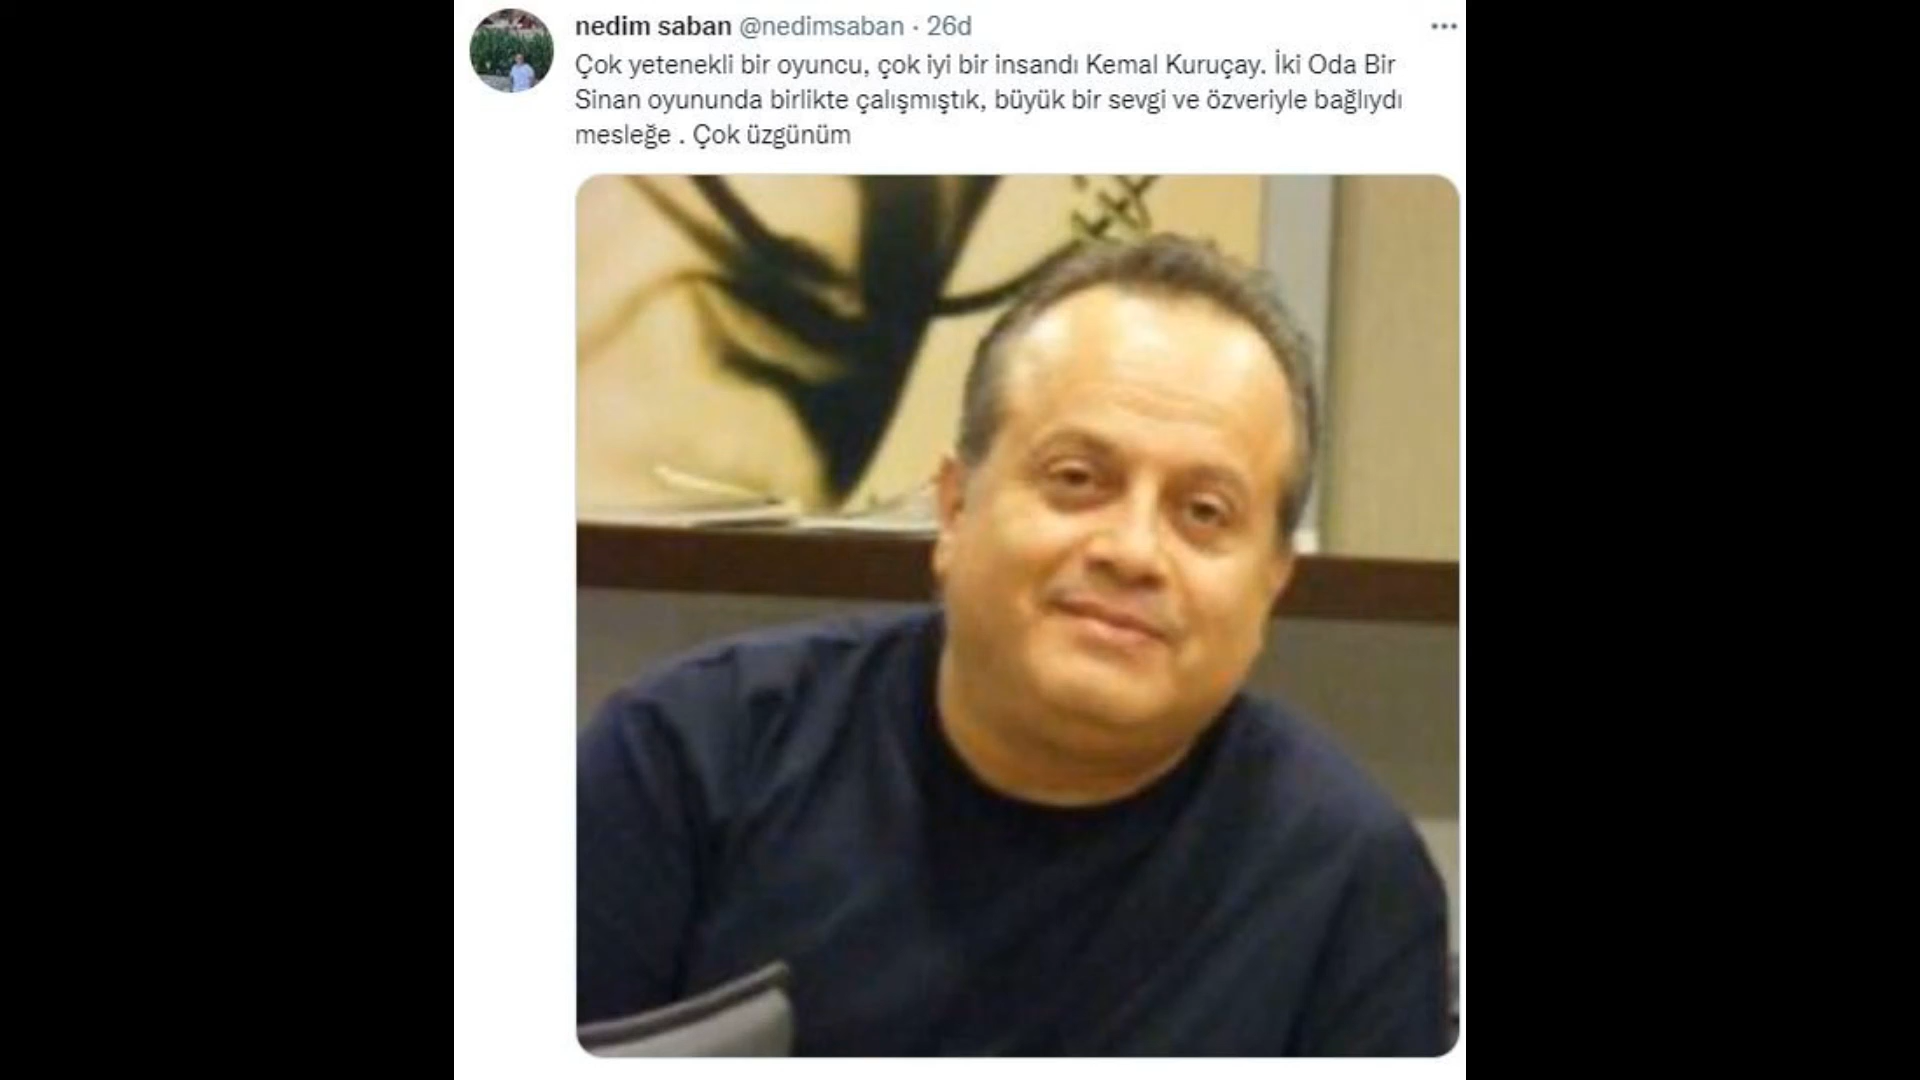 nedim saban @nedimsaban · 26d
Çok yetenekli bir oyuncu, çok iyi bir insandı Kemal Kuruçay. İki Oda Bir
Sinan oyununda birlikte çalışmıştık, büyük bir sevgi ve özveriyle bağlıydı
mesleğe . Çok üzgünüm